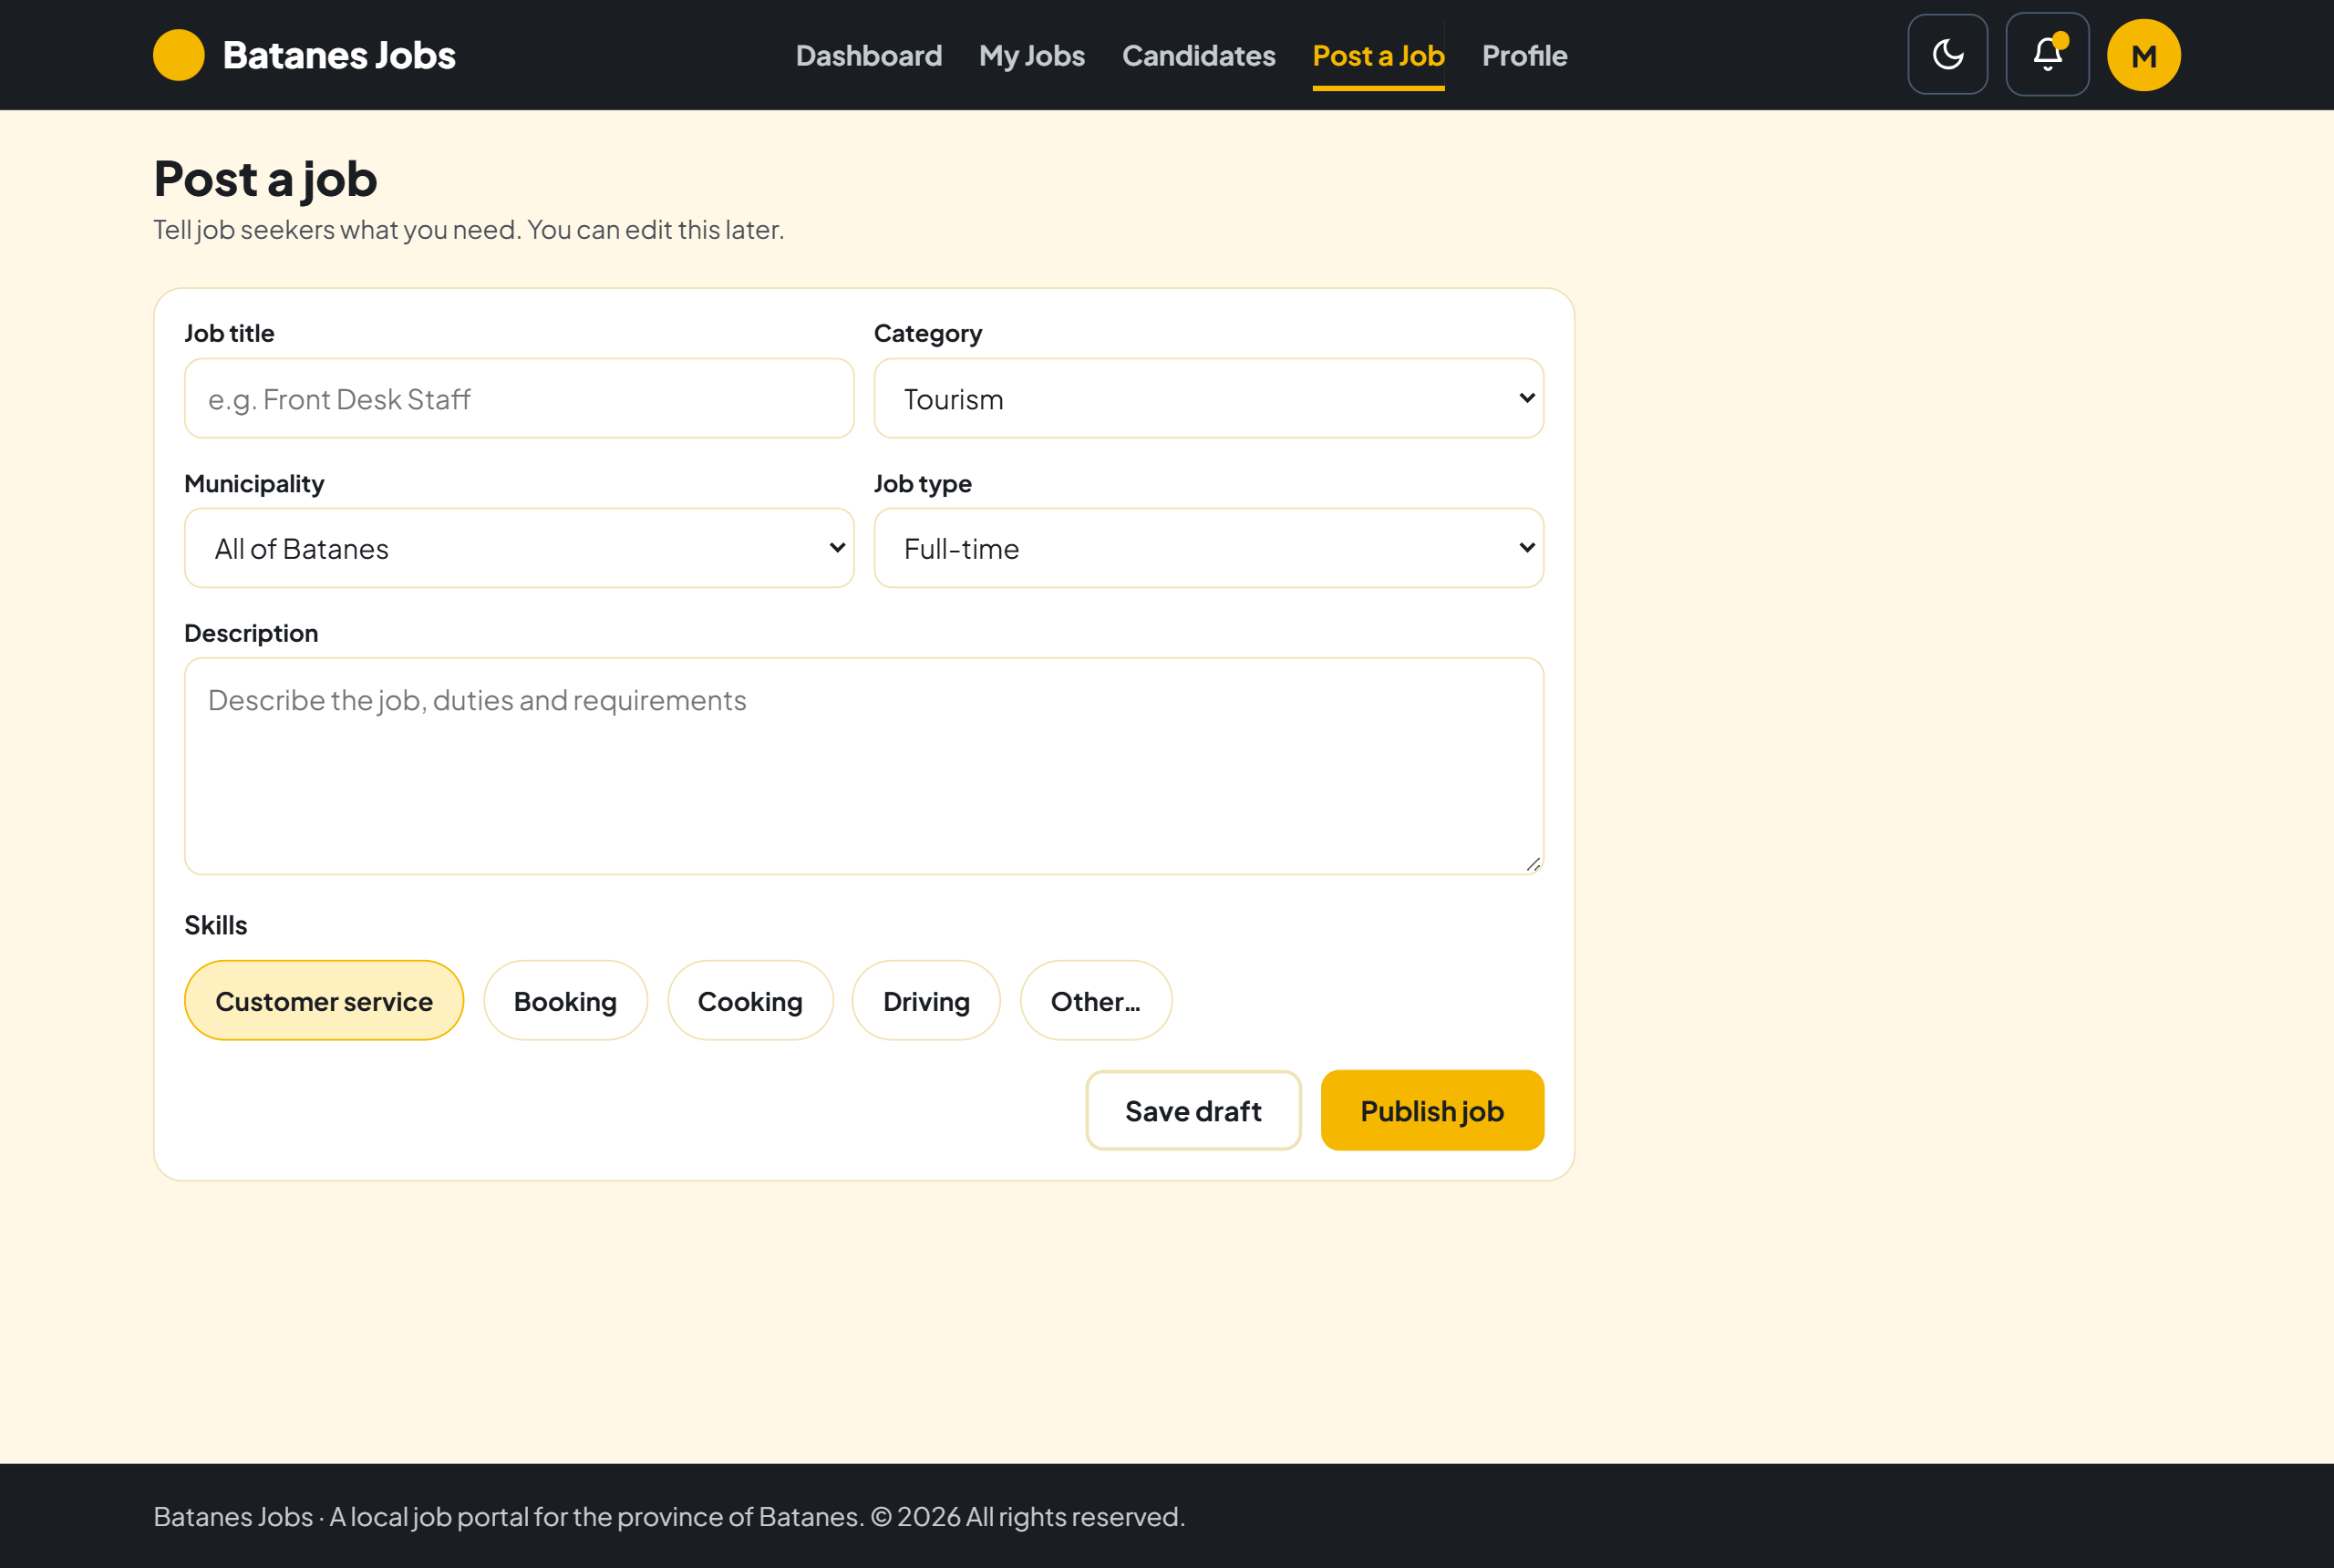 Batanes Jobs
Dashboard My Jobs Candidates Post a Job Profile
M
Post a job
Tell job seekers what you need. You can edit this later.
Job title
Category
e.g. Front Desk Staff
Tourism
Municipality
Job type
All of Batanes
Full-time
Description
Describe the job, duties and requirements
Skills
Customer service Booking Cooking Driving Other...
Save draft Publish job
Batanes Jobs · A local job portal for the province of Batanes. © 2026 All rights reserved.